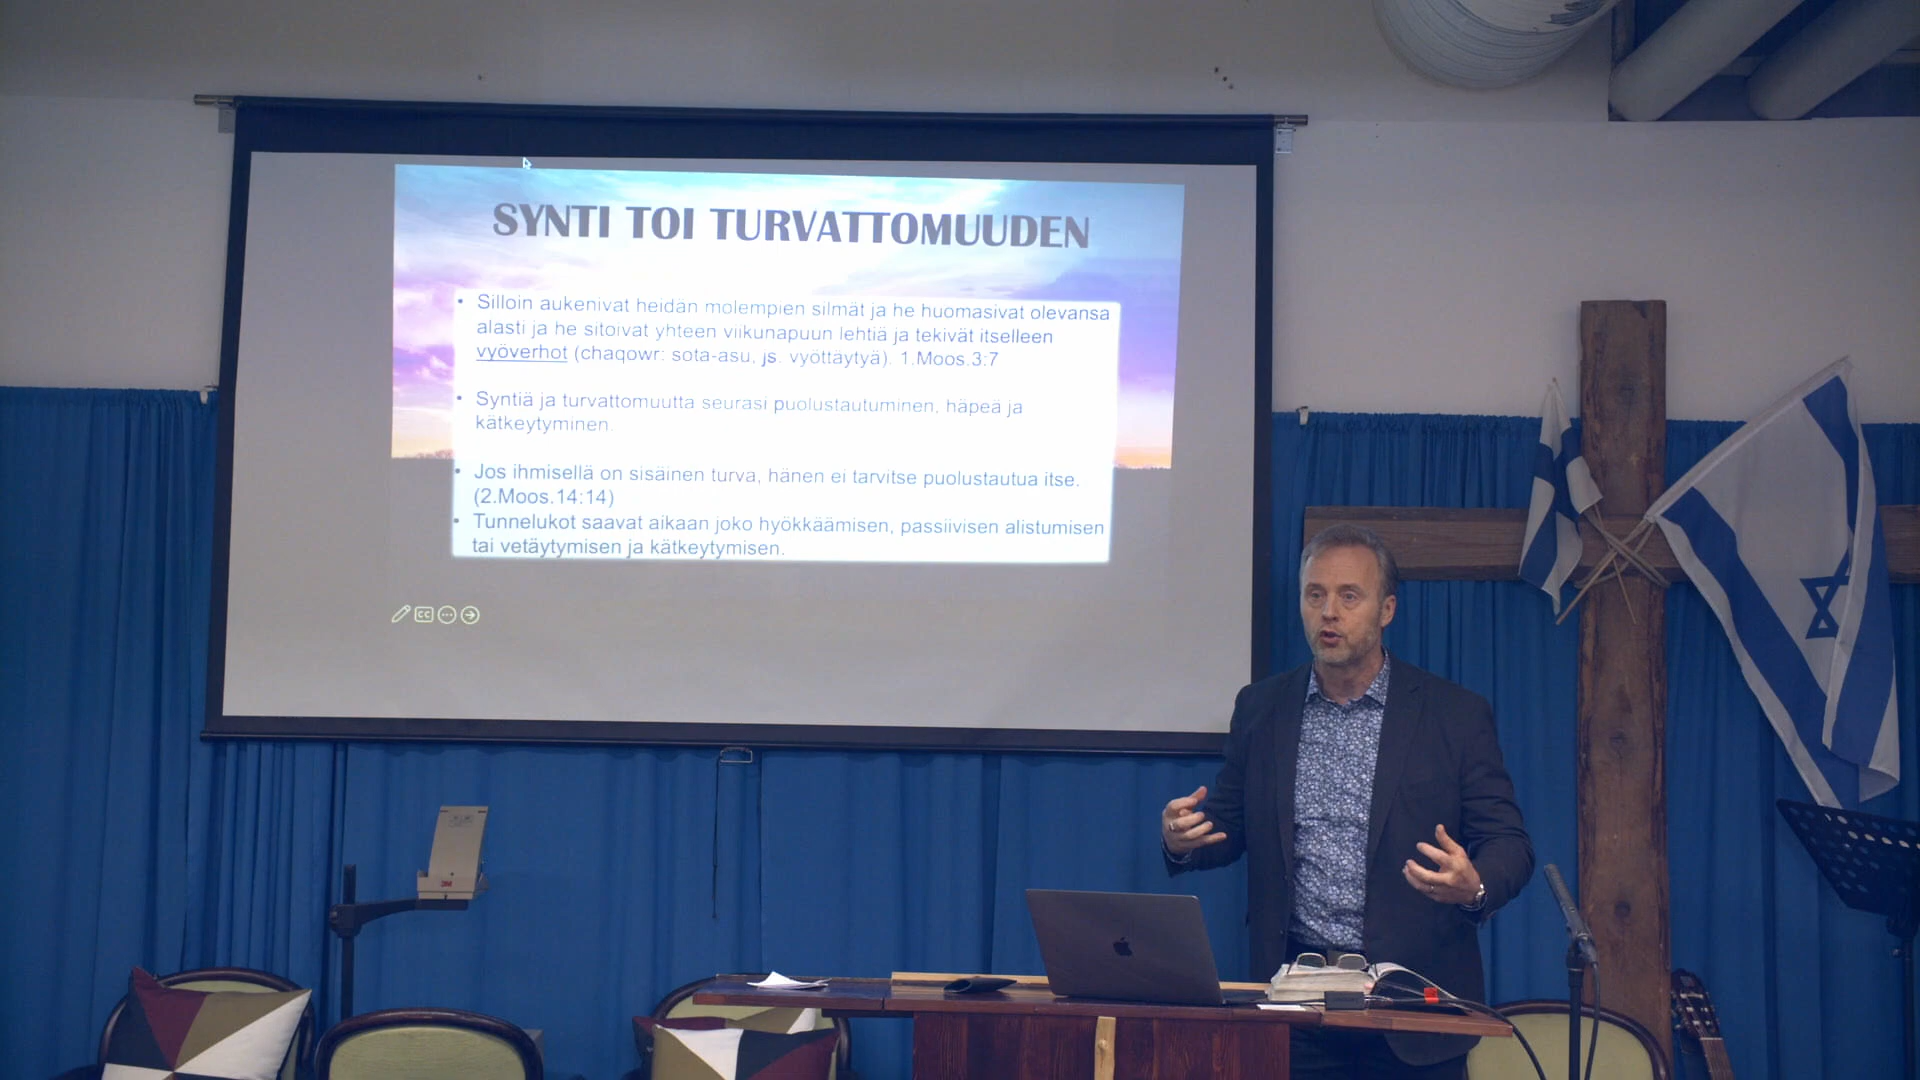 SYNTI TOI TURVATTOMUUDEN
• Silloin aukenivat heidän molempien silmät ja he huomasivat olevansa
alasti ja he sitoivat yhteen viikunapuun lehtiä ja tekivät itselleen
vyöverhot (chaqowr: sota-asu, js. vyöttäytyä). 1.Moos.3:7
• Syntiä ja turvattomuutta seurasi puolustautuminen, häpeä ja
kätkeytyminen.
• Jos ihmisellä on sisäinen turva, hänen ei tarvitse puolustautua itse.
(2.Moos.14:14)
• Tunnelukot saavat aikaan joko hyökkäämisen, passiivisen alistumisen
tai vetäytymisen ja kätkeytymisen.
CC
3M